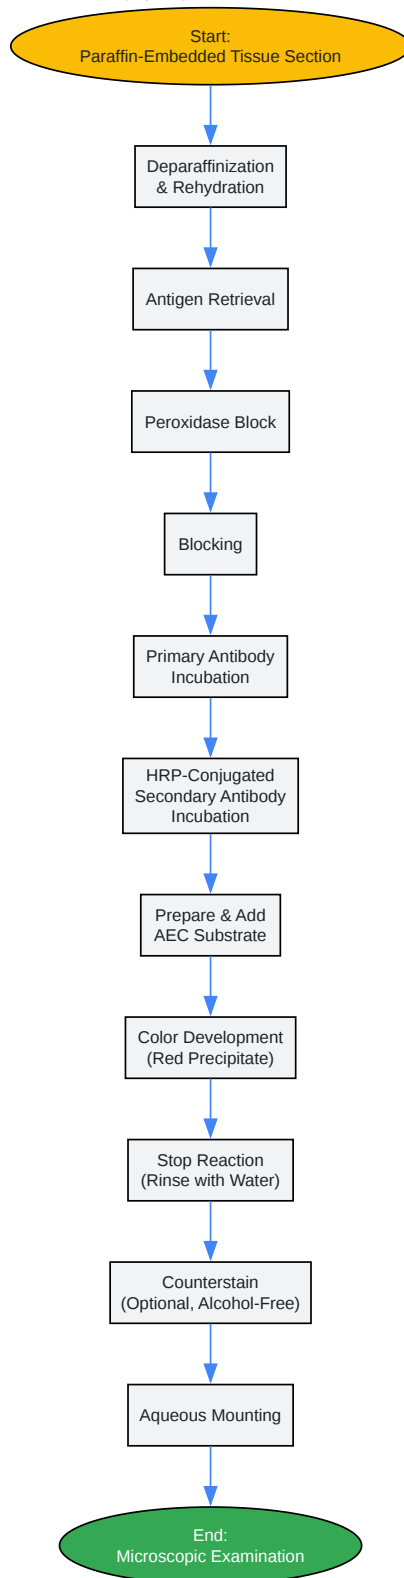 Start:
Paraffin-Embedded Tissue Section
Deparaffinization
& Rehydration
Antigen Retrieval
Peroxidase Block
Blocking
Primary Antibody
Incubation
HRP-Conjugated
Secondary Antibody
Incubation
Prepare & Add
AEC Substrate
Color Development
(Red Precipitate)
Stop Reaction
(Rinse with Water)
Counterstain
(Optional, Alcohol-Free)
Aqueous Mounting
End:
Microscopic Examination